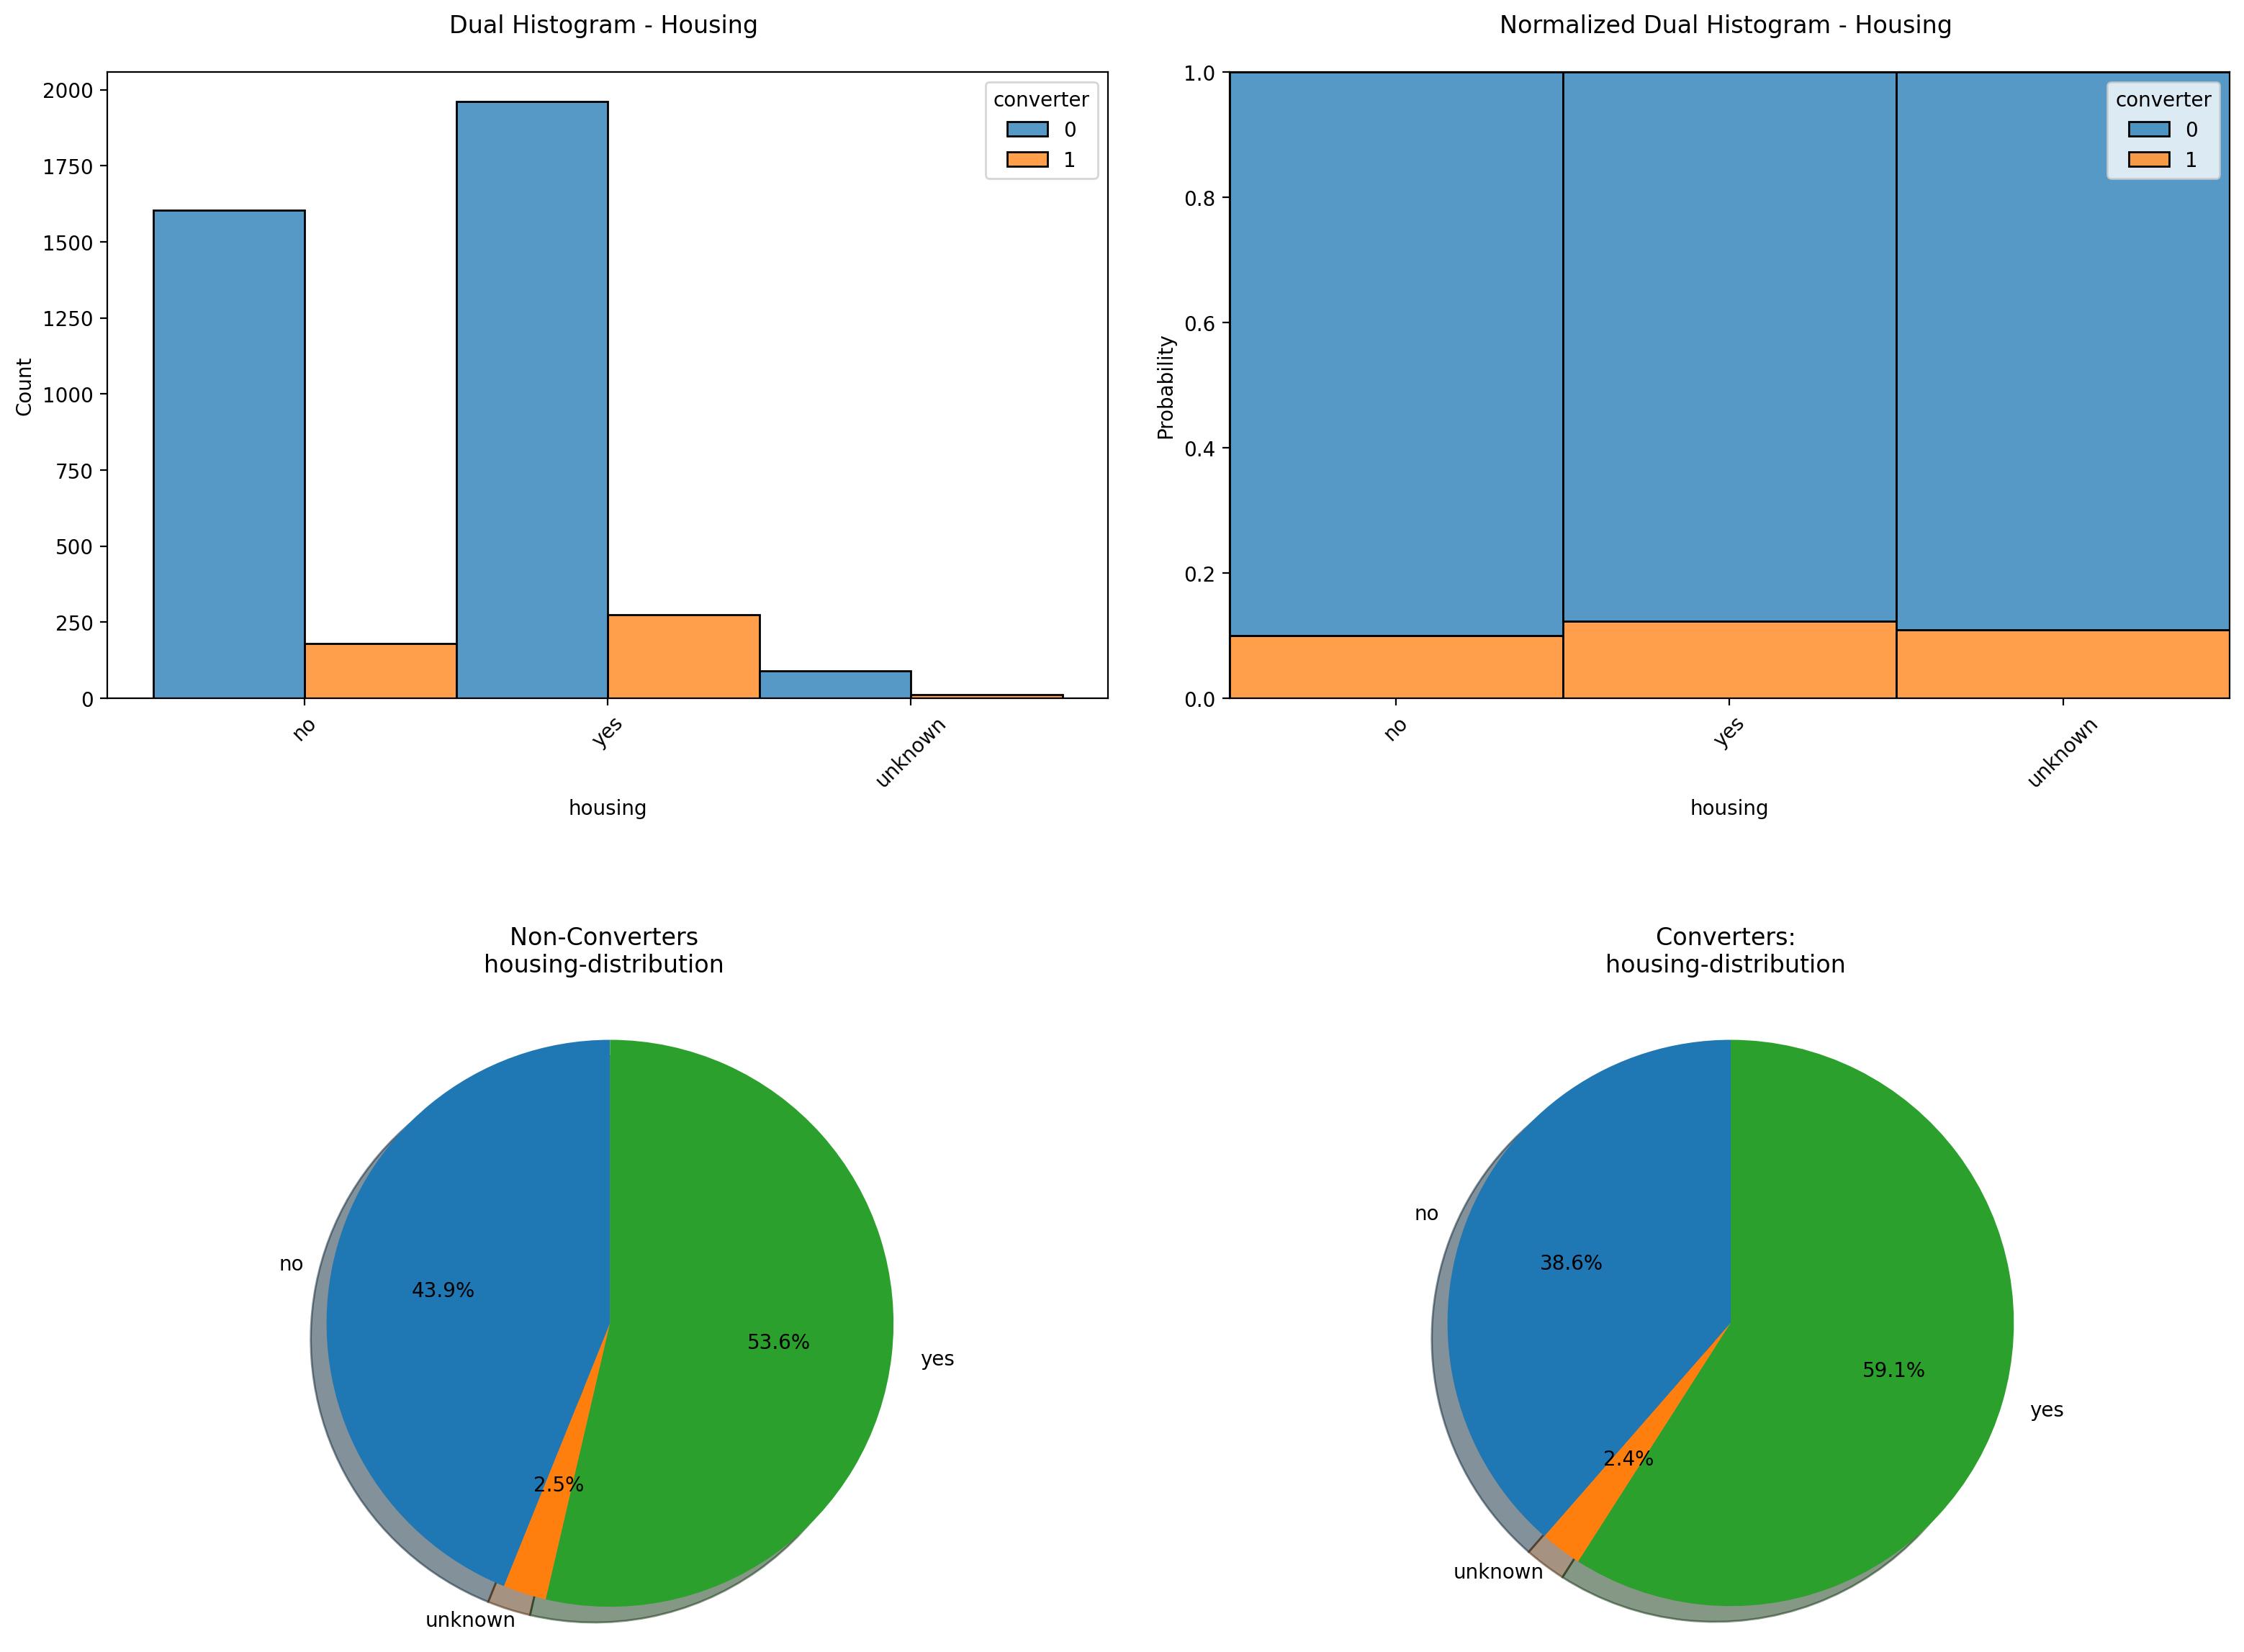 Dual Histogram - Housing
2000
1750
1500
1250
1000
750
500
250
0
Count
converter
0
1
no
yes
unknown
housing
Normalized Dual Histogram - Housing
1.0
0.8
0.6
0.4
0.2
0.0
Probability
converter
0
1
no
yes
unknown
housing
Non-Converters
housing-distribution
no
43.9%
53.6%
yes
2.5%
unknown
Converters:
housing-distribution
no
38.6%
59.1%
yes
2.4%
unknown